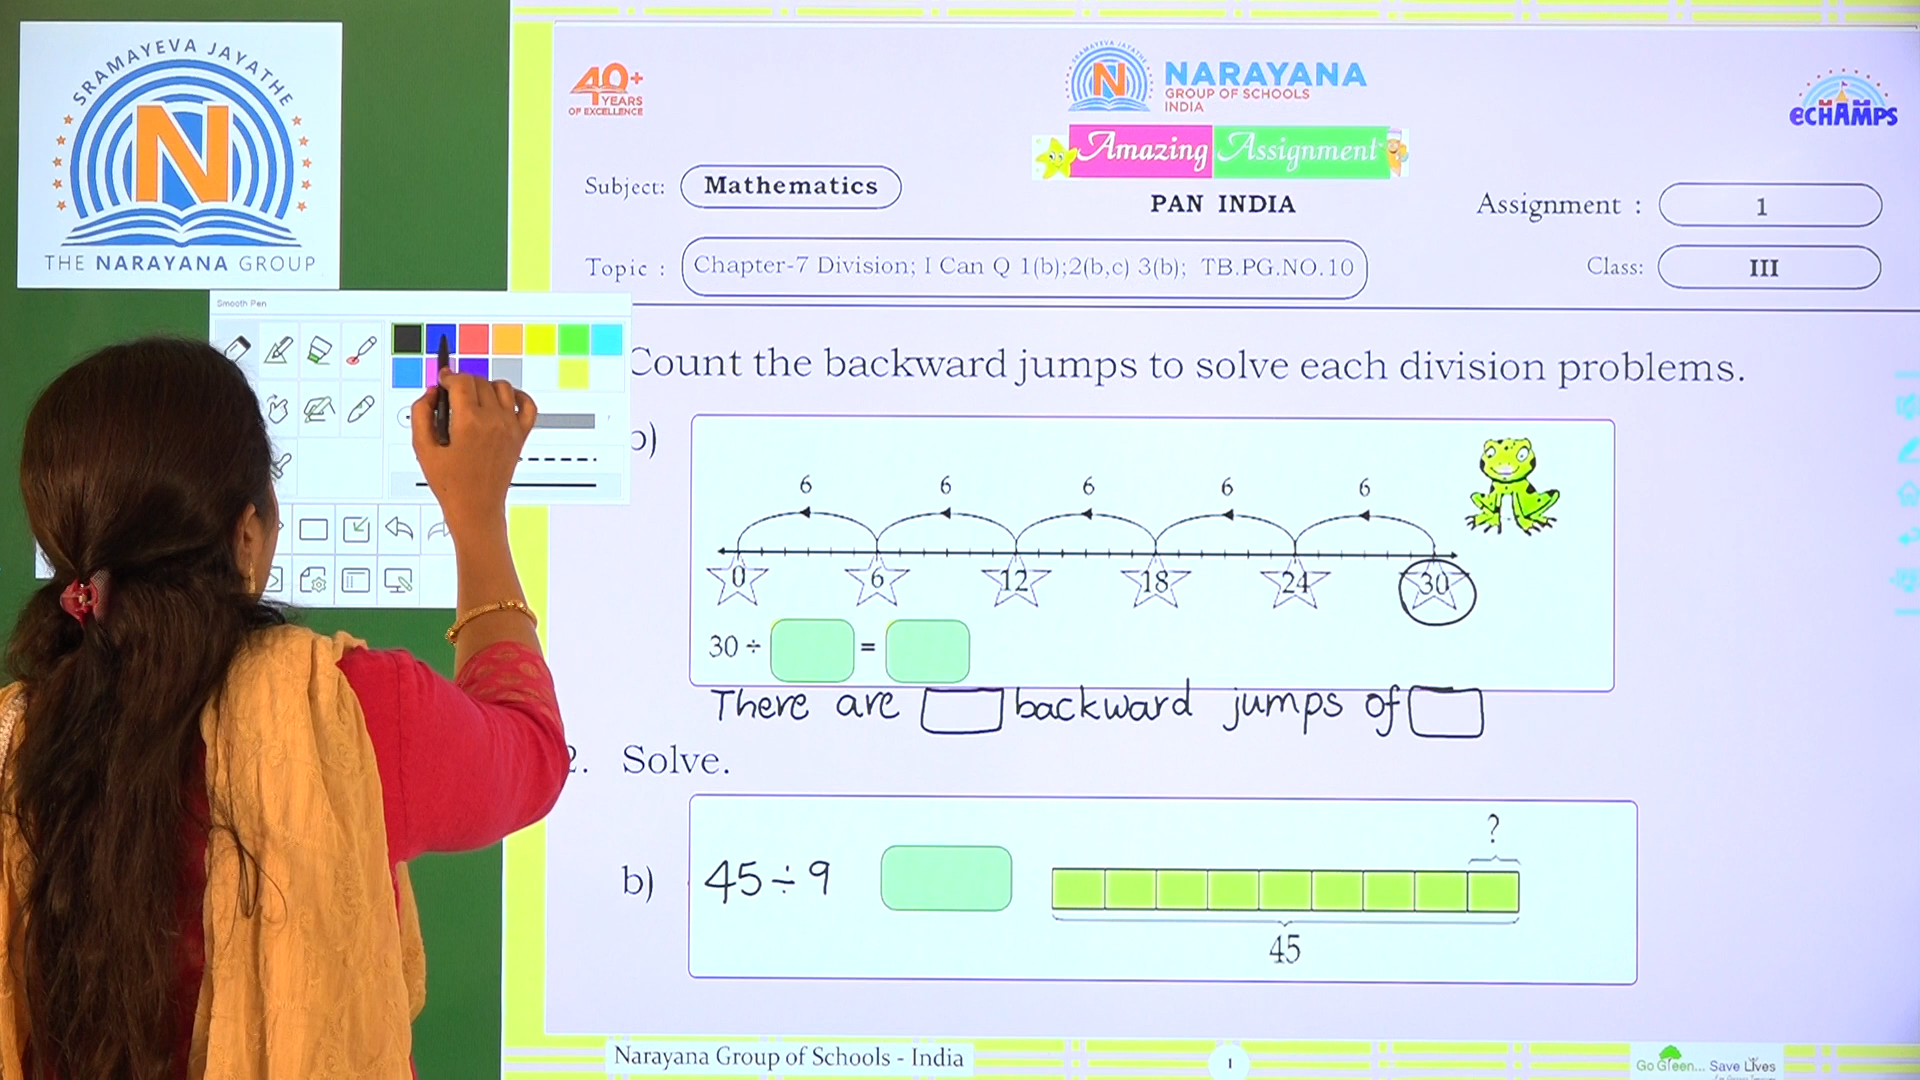 SRAMAYEVA JAYATHE
N
THE NARAYANA GROUP
40+
YEARS
OF EXCELLENCE
SRAMAYEVA JAYATHE
N
NARAYANA
GROUP OF SCHOOLS
INDIA
eCHAMPS
Amazing Assignment
Subject: Mathematics
PAN INDIA
Assignment : 1
Topic : Chapter-7 Division; I Can Q 1(b);2(b,c) 3(b); TB.PG.NO.10
Class: III
Smooth Pen
Count the backward jumps to solve each division problems.
b)
6 6 6 6 6
0 6 12 18 24 30
30 ÷ =
There are backward jumps of
2. Solve.
?
b) 45÷9
45
Narayana Group of Schools - India
1
Go Green... Save Lives